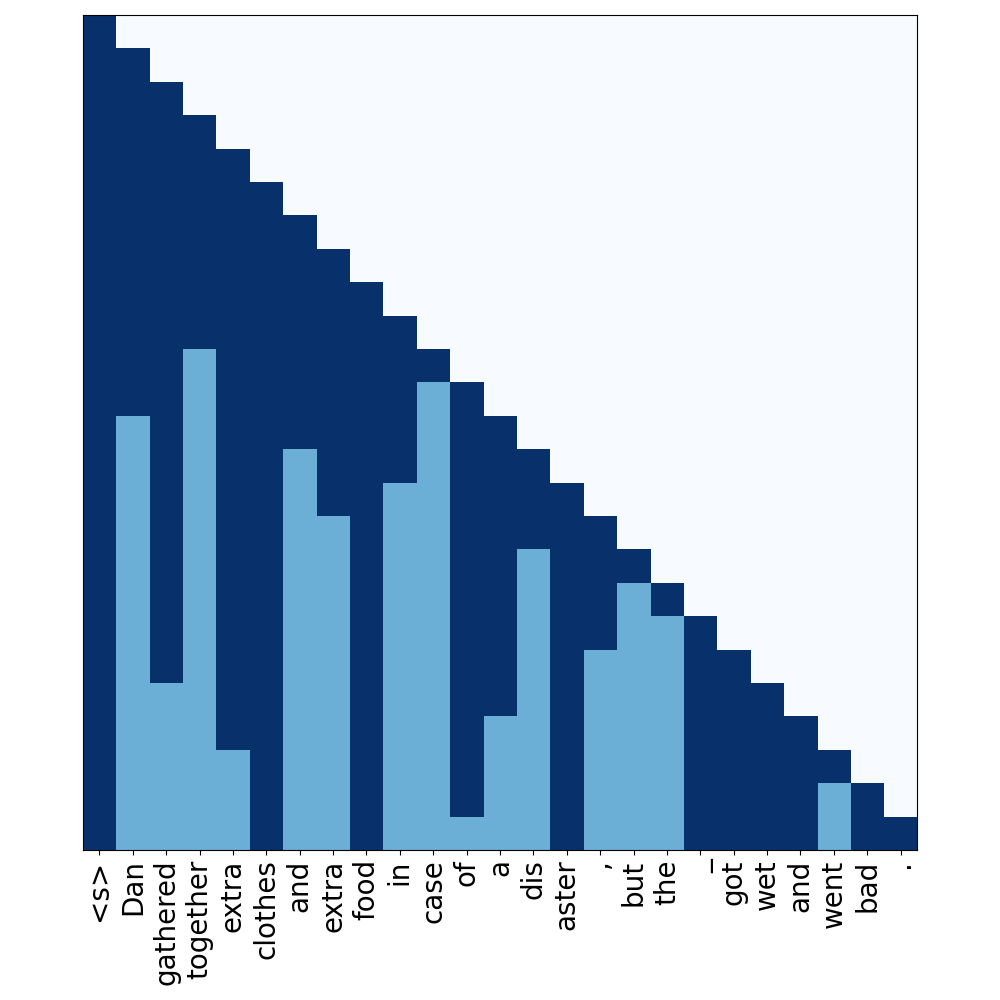 <s>
Dan
gathered
together
extra
clothes
and
extra
food
in
case
of
a
dis
aster
,
but
the
_
got
wet
and
went
bad
.